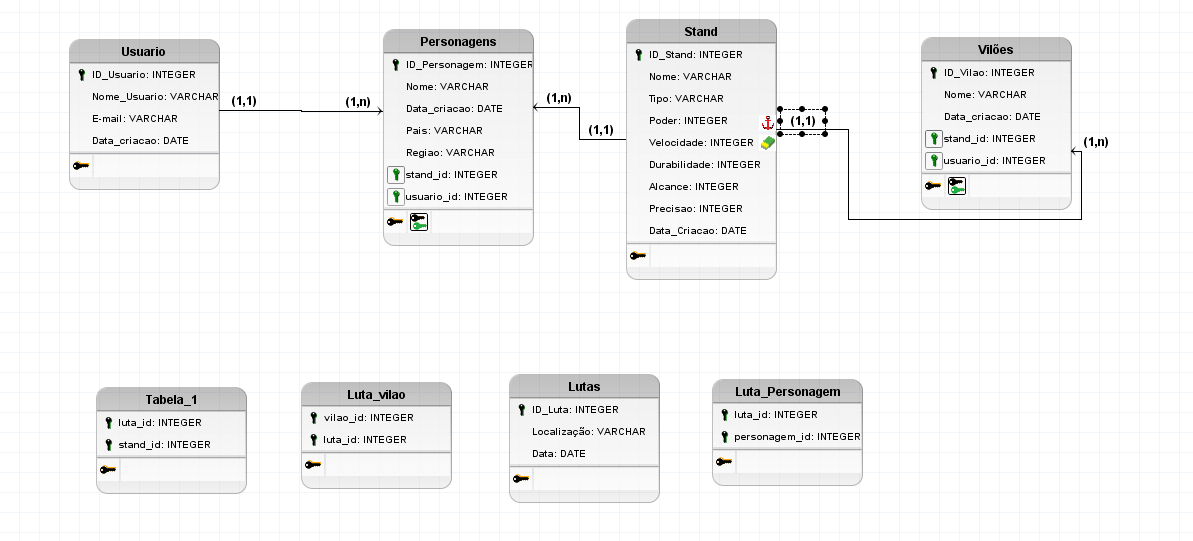 Usuario
ID_Usuario: INTEGER
Nome_Usuario: VARCHAR
E-mail: VARCHAR
Data_criacao: DATE
(1,1)
(1,n)
Personagens
ID_Personagem: INTEGER
Nome: VARCHAR
Data_criacao: DATE
Pais: VARCHAR
Regiao: VARCHAR
stand_id: INTEGER
usuario_id: INTEGER
(1,n)
(1,1)
Stand
ID_Stand: INTEGER
Nome: VARCHAR
Tipo: VARCHAR
Poder: INTEGER
Velocidade: INTEGER
Durabilidade: INTEGER
Alcance: INTEGER
Precisao: INTEGER
Data_Criacao: DATE
(1,1)
Vilões
ID_Vilao: INTEGER
Nome: VARCHAR
Data_criacao: DATE
stand_id: INTEGER
usuario_id: INTEGER
(1,n)
Tabela_1
luta_id: INTEGER
stand_id: INTEGER
Luta_vilao
vilao_id: INTEGER
luta_id: INTEGER
Lutas
ID_Luta: INTEGER
Localização: VARCHAR
Data: DATE
Luta_Personagem
luta_id: INTEGER
personagem_id: INTEGER